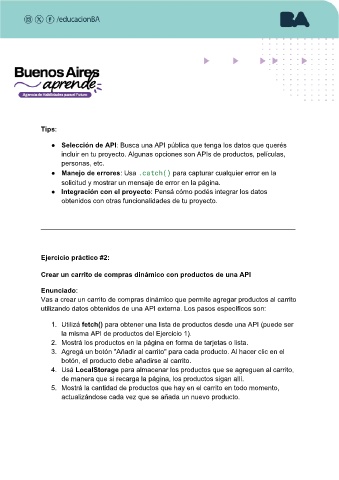 /educacionBA
BA
Buenos Aires
aprende
Agencia de Habilidades para el Futuro
Tips:
● Selección de API: Busca una API pública que tenga los datos que querés
incluir en tu proyecto. Algunas opciones son APIs de productos, películas,
personas, etc.
● Manejo de errores: Usa .catch() para capturar cualquier error en la
solicitud y mostrar un mensaje de error en la página.
● Integración con el proyecto: Pensá cómo podés integrar los datos
obtenidos con otras funcionalidades de tu proyecto.
Ejercicio práctico #2:
Crear un carrito de compras dinámico con productos de una API
Enunciado:
Vas a crear un carrito de compras dinámico que permite agregar productos al carrito
utilizando datos obtenidos de una API externa. Los pasos específicos son:
1. Utilizá fetch() para obtener una lista de productos desde una API (puede ser
la misma API de productos del Ejercicio 1).
2. Mostrá los productos en la página en forma de tarjetas o lista.
3. Agregá un botón "Añadir al carrito" para cada producto. Al hacer clic en el
botón, el producto debe añadirse al carrito.
4. Usá LocalStorage para almacenar los productos que se agreguen al carrito,
de manera que si recarga la página, los productos sigan allí.
5. Mostrá la cantidad de productos que hay en el carrito en todo momento,
actualizándose cada vez que se añada un nuevo producto.